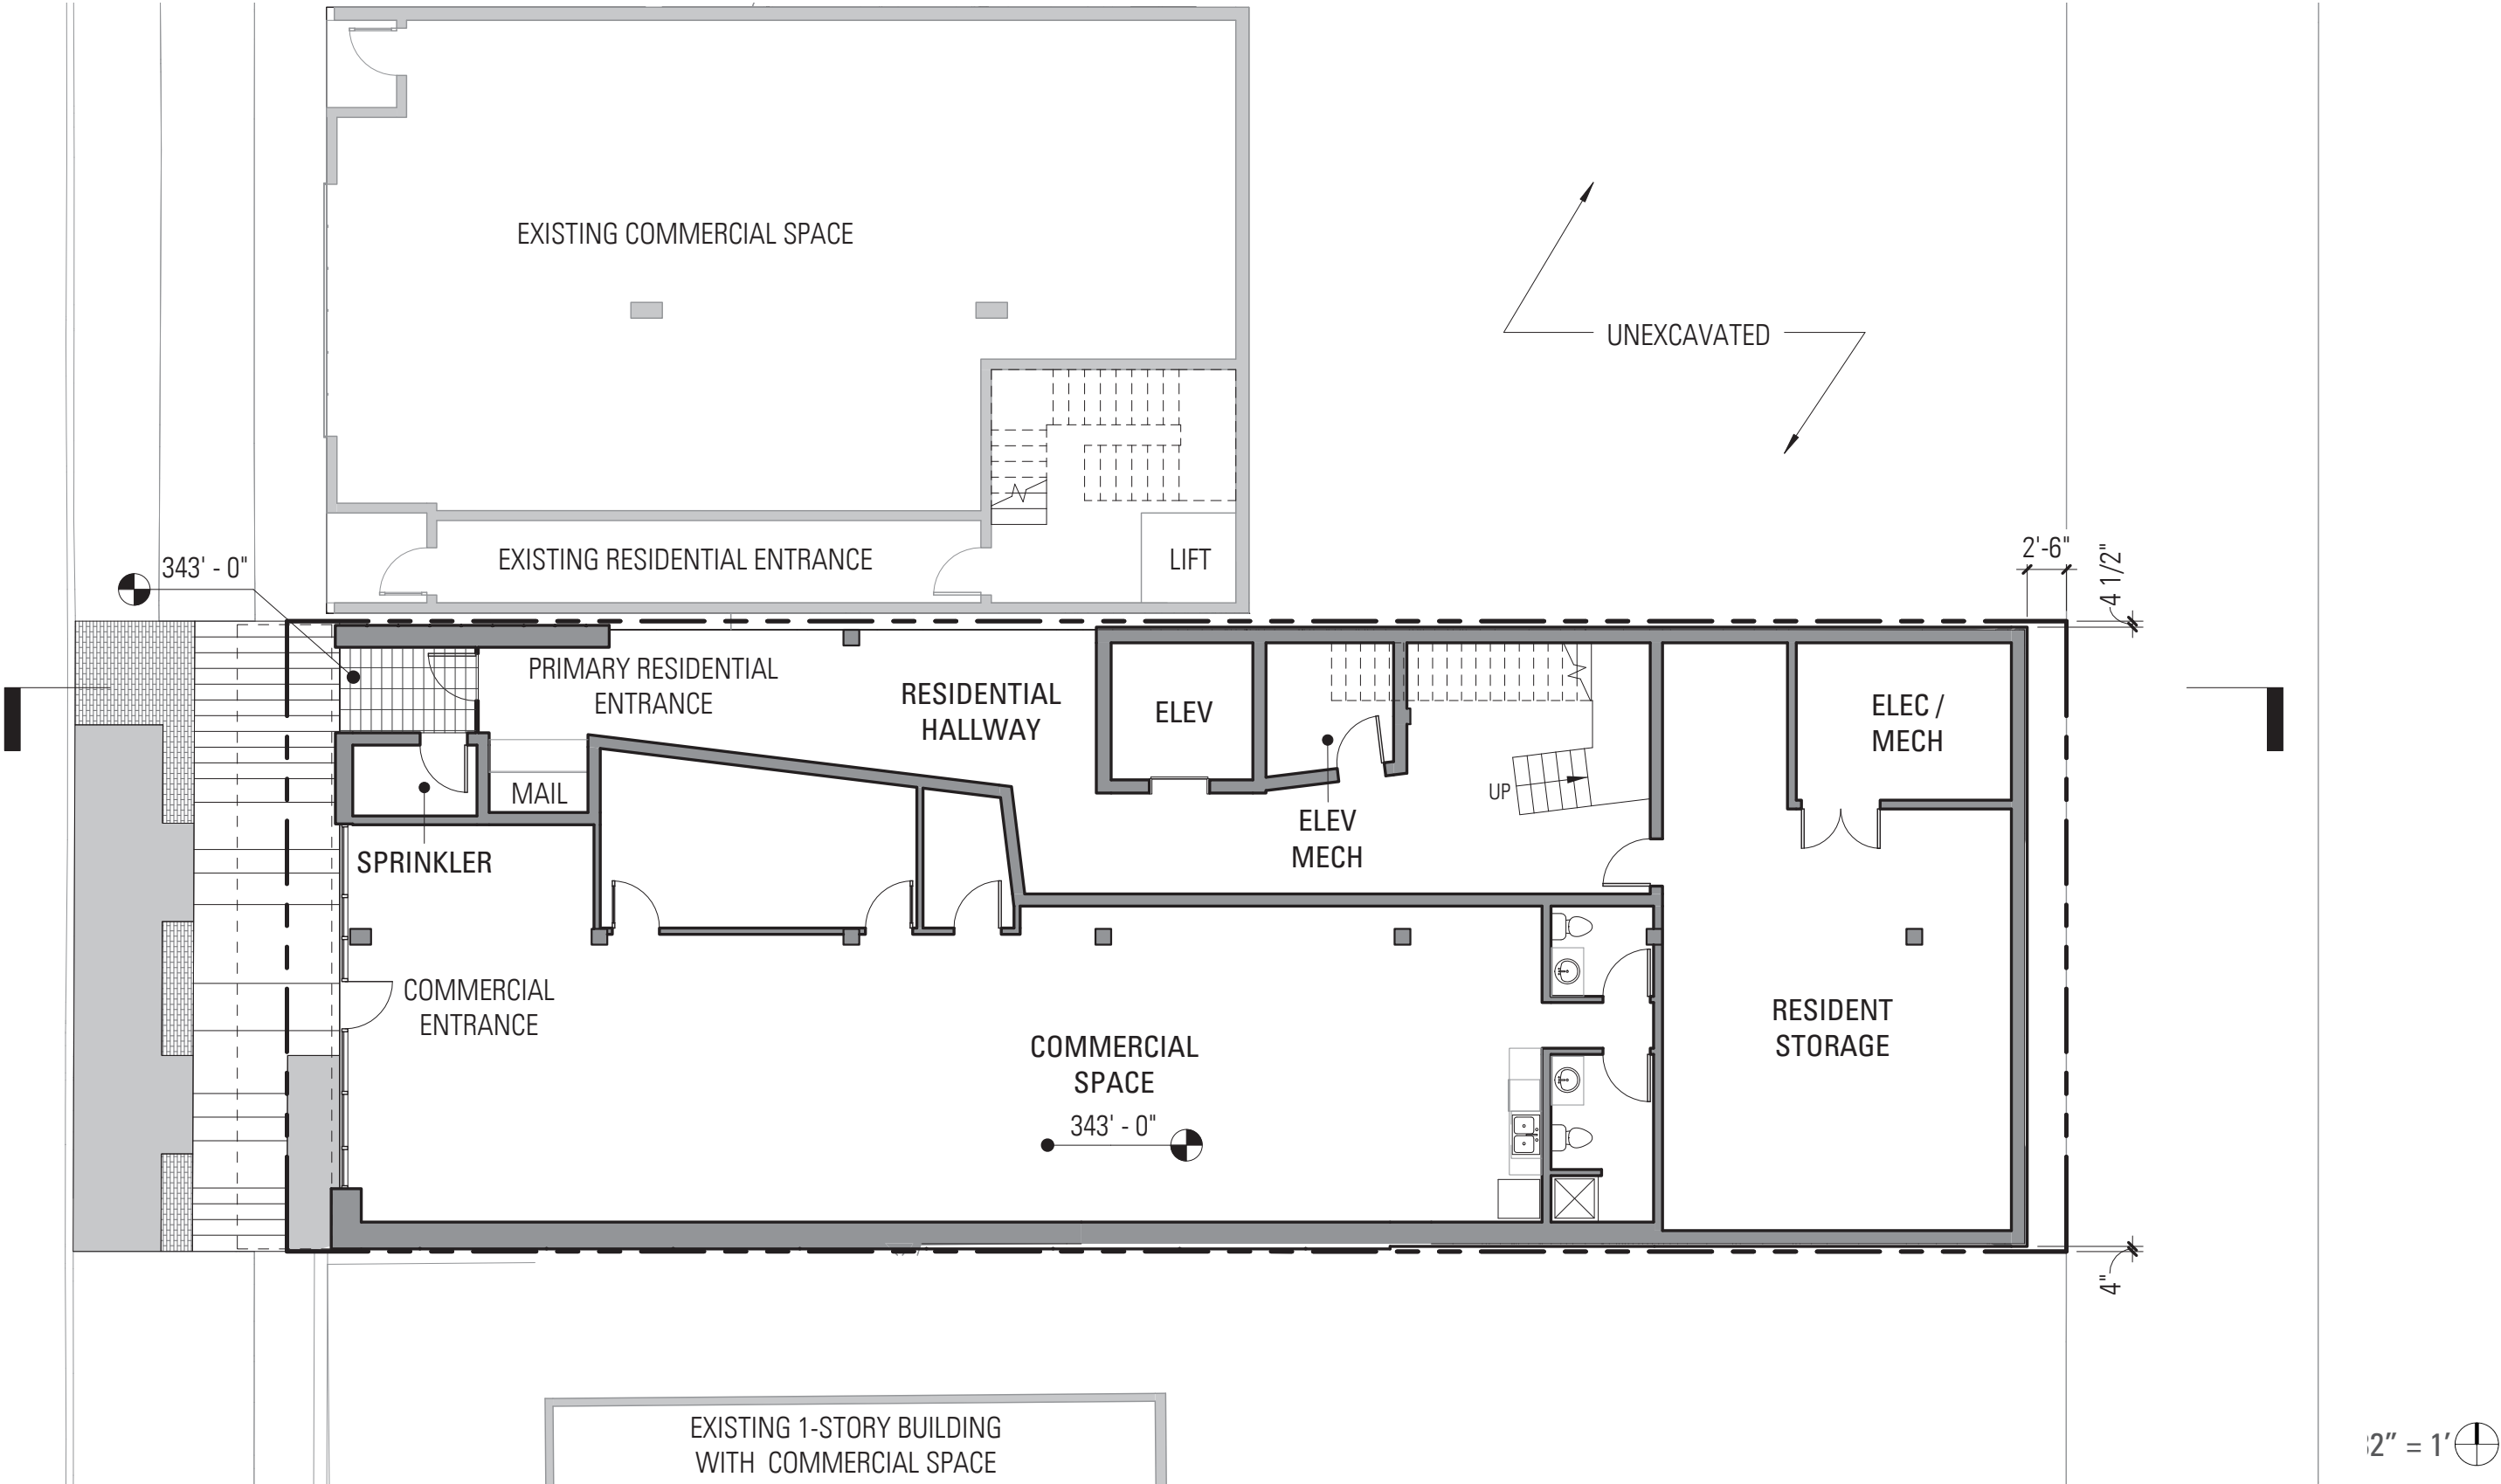 EXISTING COMMERCIAL SPACE
UNEXCAVATED
EXISTING RESIDENTIAL ENTRANCE
LIFT
343' - 0"
2'-6"
4 1/2"
PRIMARY RESIDENTIAL
ENTRANCE
RESIDENTIAL
HALLWAY
ELEV
ELEC /
MECH
MAIL
UP
ELEV
MECH
SPRINKLER
COMMERCIAL
ENTRANCE
COMMERCIAL
SPACE
343' - 0"
RESIDENT
STORAGE
4"
EXISTING 1-STORY BUILDING
WITH COMMERCIAL SPACE
2" = 1'